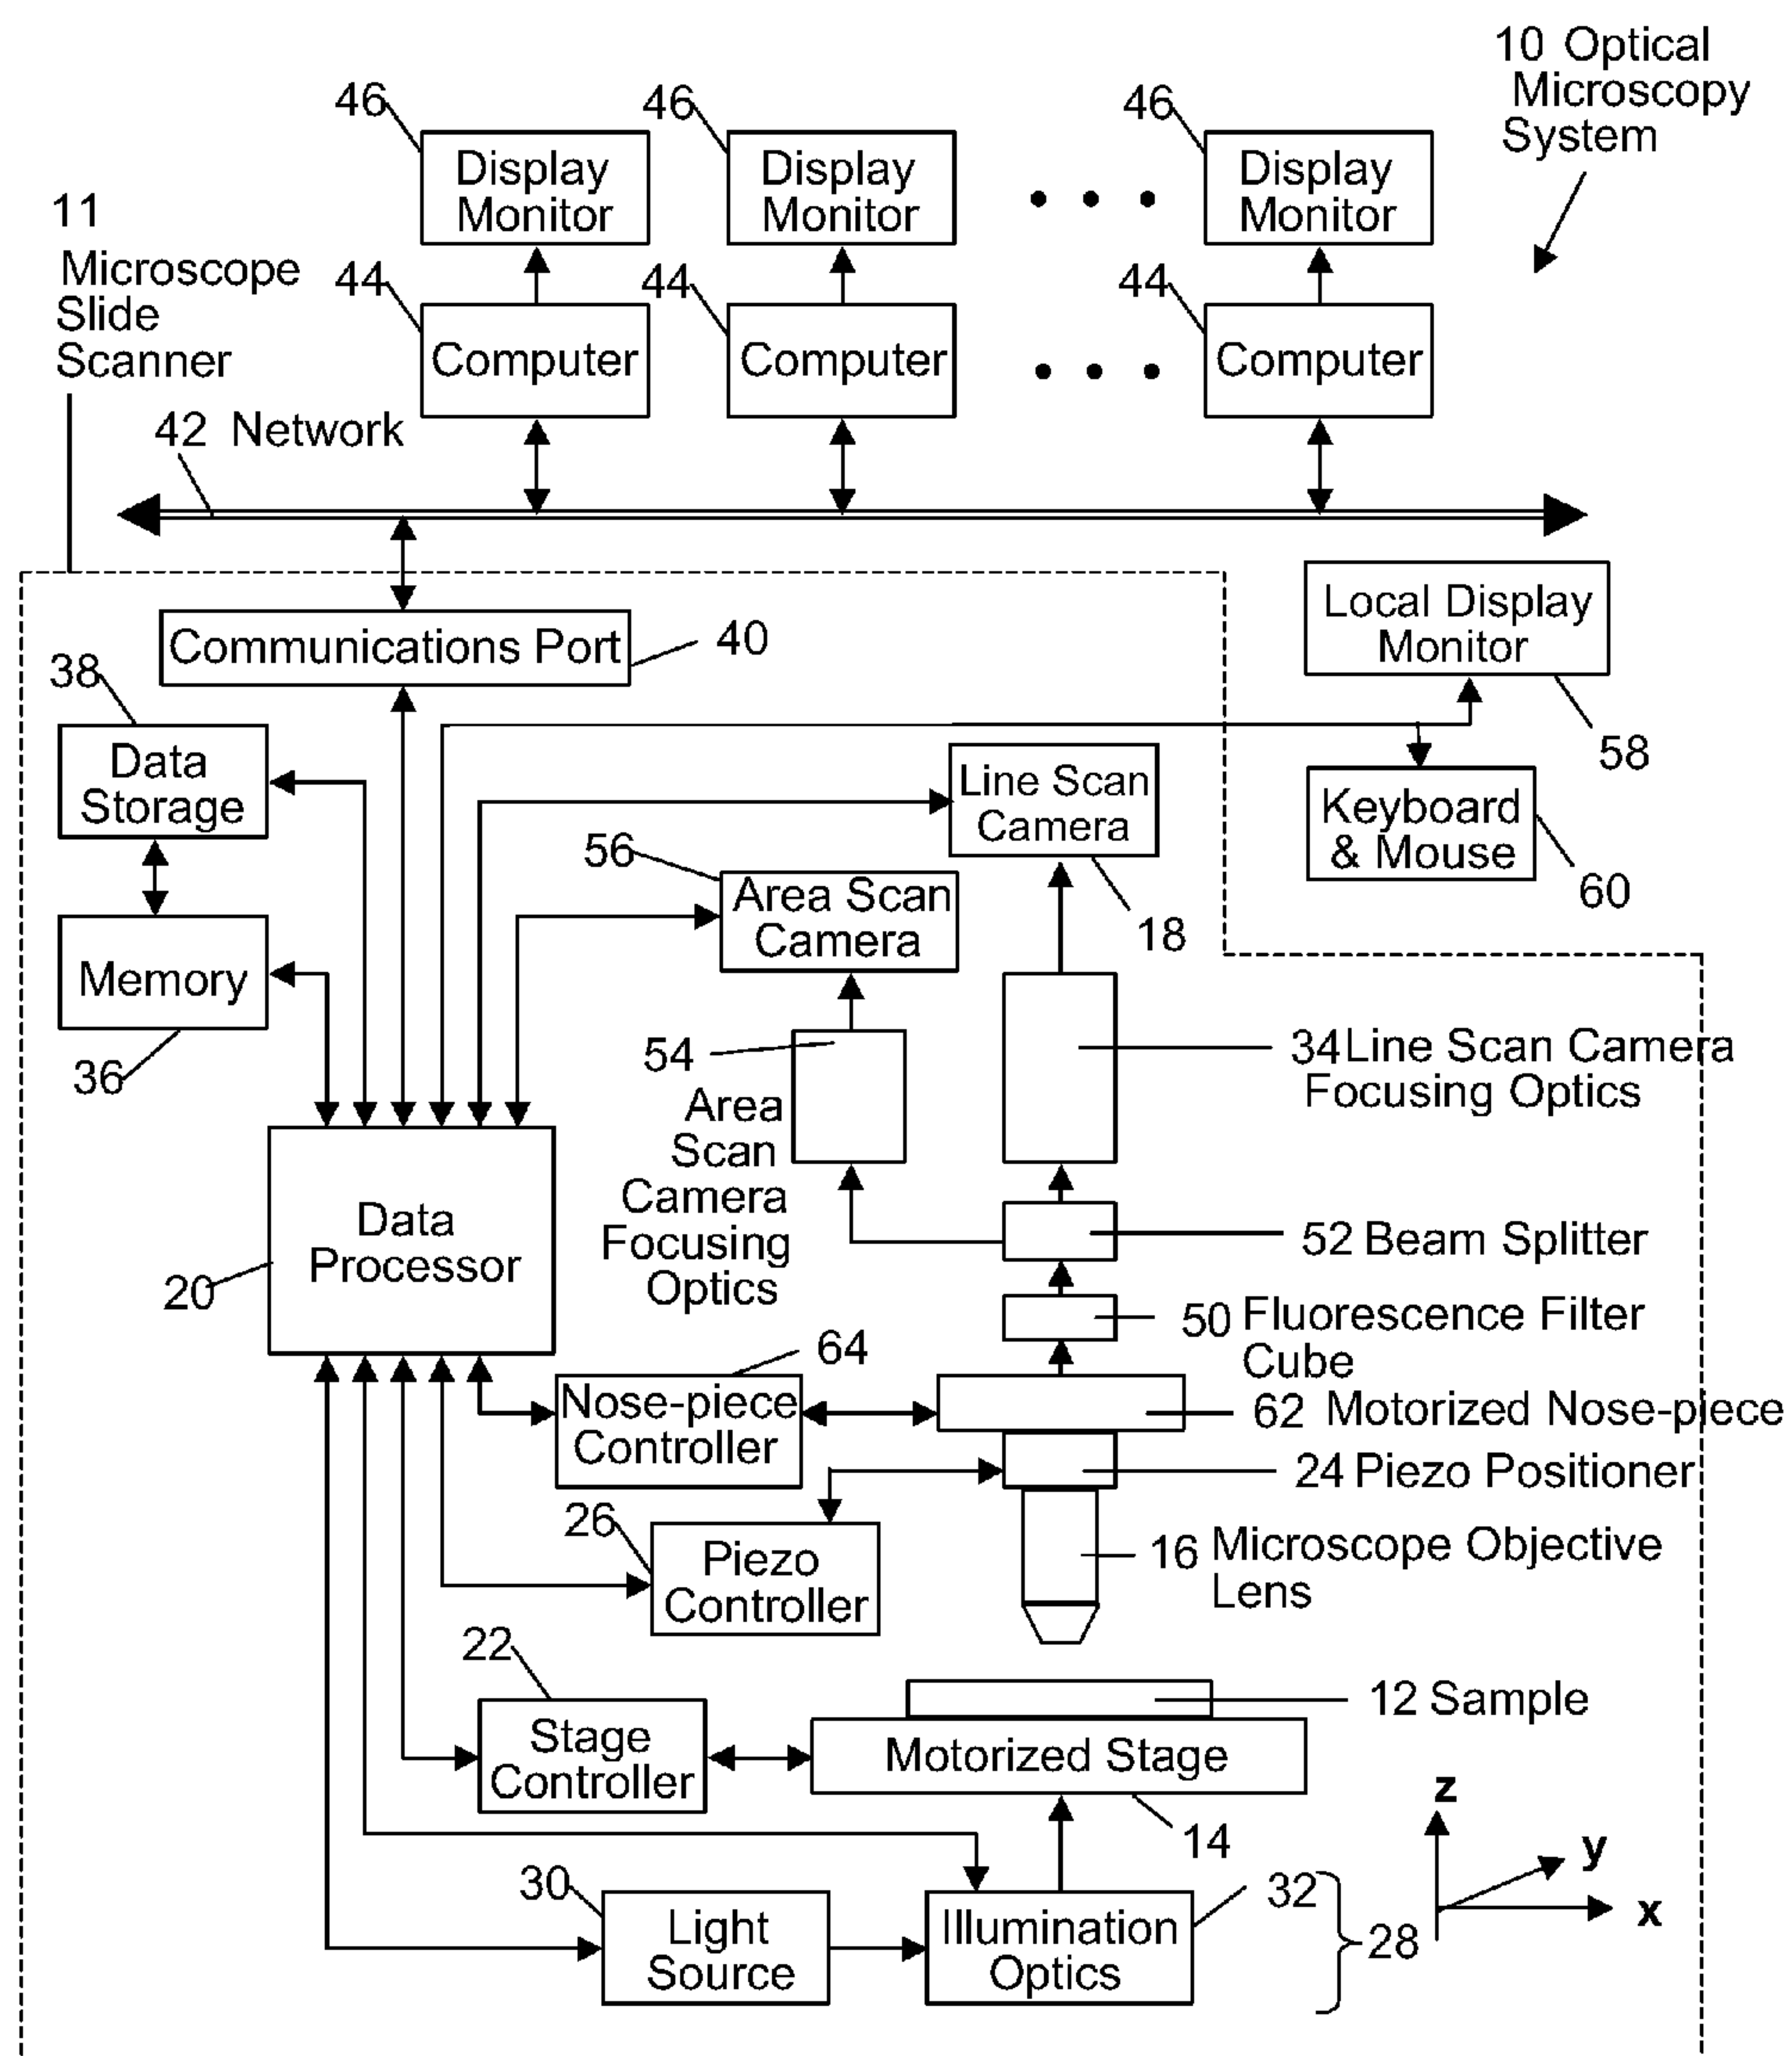 10 Optical
Microscopy
System
46
46
46
Display
Monitor
Display
Monitor
• • •
Display
Monitor
11
Microscope
Slide
Scanner
44
44
44
Computer
Computer
• • •
Computer
42 Network
Communications Port
40
Local Display
Monitor
58
38
Data
Storage
Line Scan
Camera
18
Keyboard
& Mouse
60
56
Area Scan
Camera
Memory
36
54
Area
Scan
Camera
Focusing
Optics
34 Line Scan Camera
Focusing Optics
Data
Processor
20
52 Beam Splitter
50 Fluorescence Filter
Cube
64
Nose-piece
Controller
62 Motorized Nose-piece
24 Piezo Positioner
26
Piezo
Controller
16 Microscope Objective
Lens
22
Stage
Controller
12 Sample
Motorized Stage
14
z
y
x
30
Light
Source
Illumination
Optics
32
28